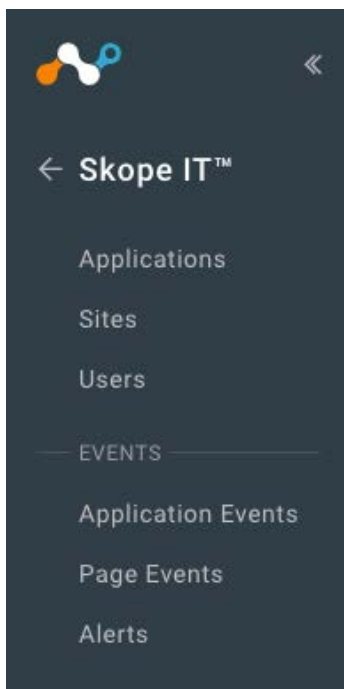 Skope IT™
Applications
Sites
Users
EVENTS
Application Events
Page Events
Alerts